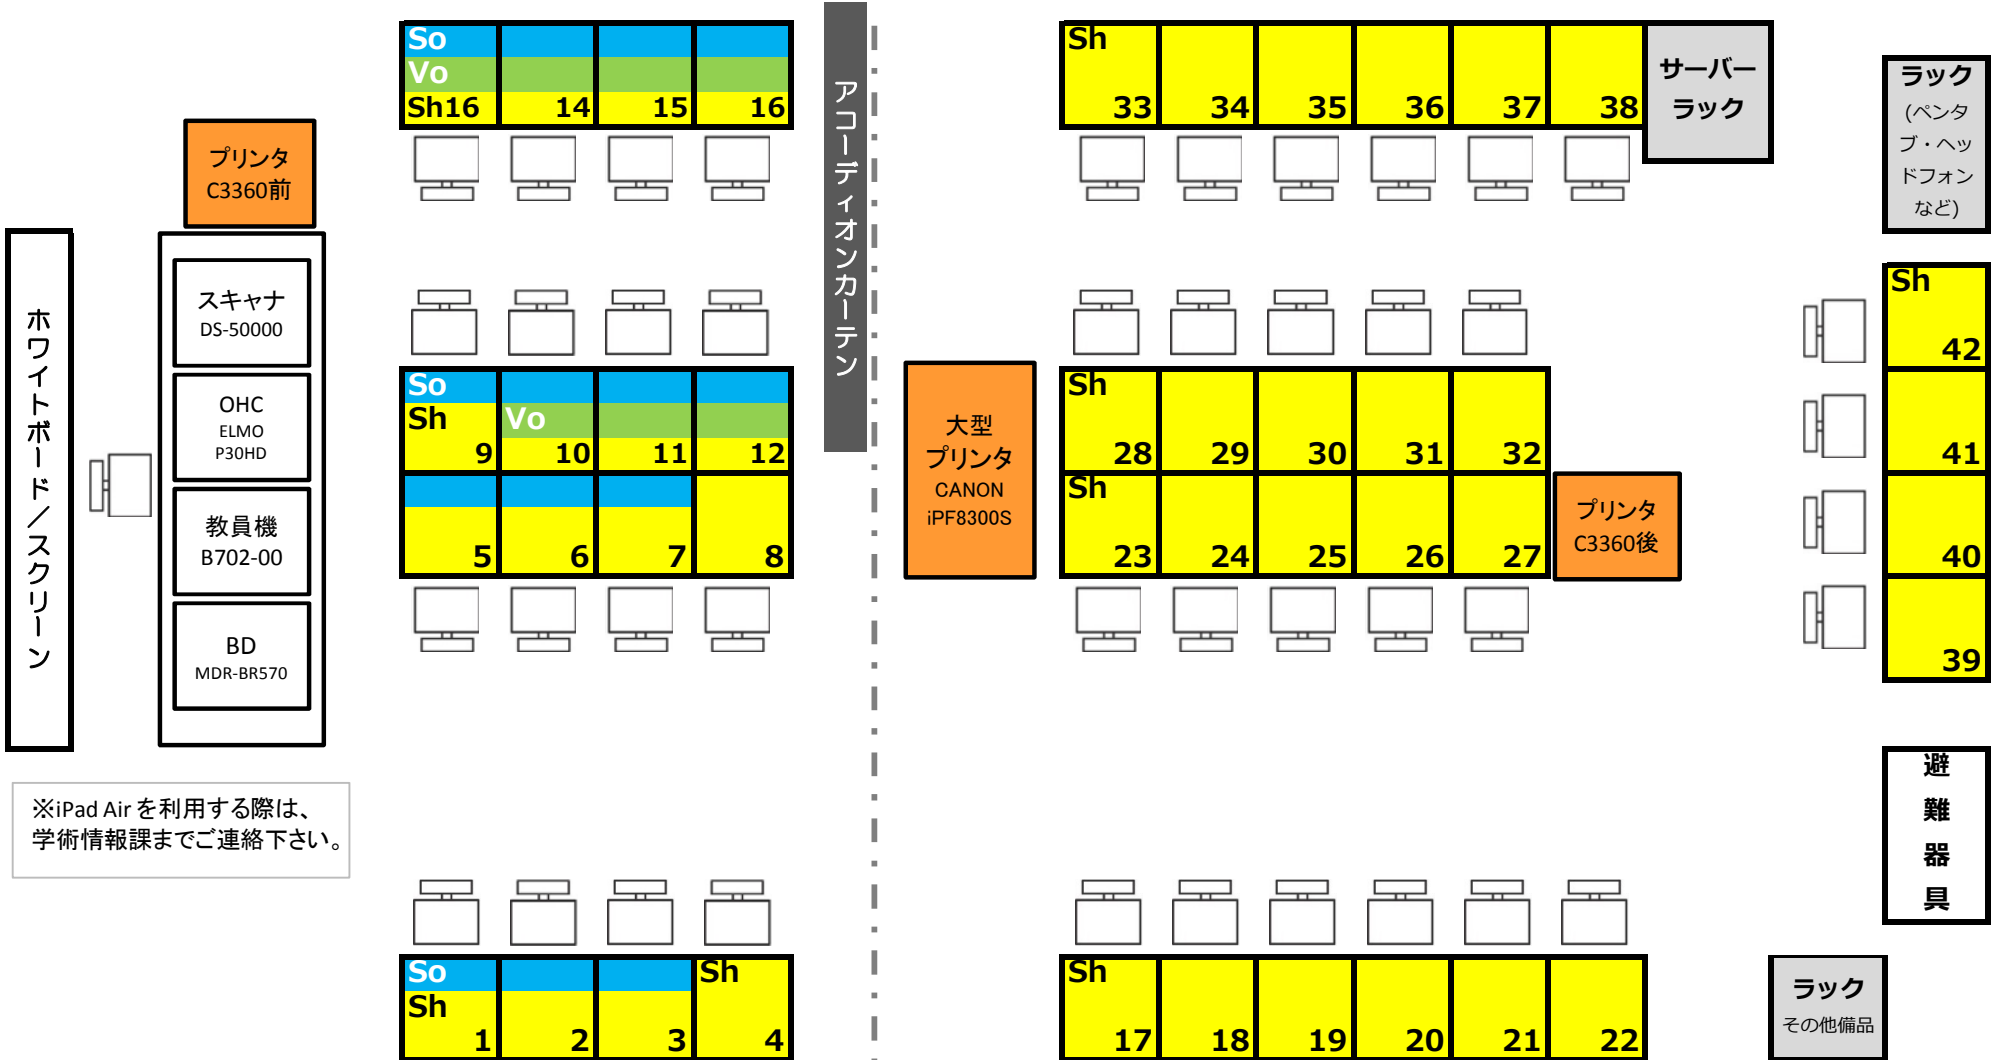 So
Vo
Sh16
14
15
16
アコーディオンカーテン
Sh
33
34
35
36
37
38
サーバー
ラック
ラック
(ペンタ
ブ・ヘッ
ドフォン
など)
プリンタ
C3360前
ホワイトボード/スクリーン
スキャナ
DS-50000
OHC
ELMO
P30HD
教員機
B702-00
BD
MDR-BR570
So
Sh
9
Vo
10
11
12
5
6
7
8
大型
プリンタ
CANON
iPF8300S
Sh
28
29
30
31
32
Sh
23
24
25
26
27
プリンタ
C3360後
Sh
42
41
40
39
※iPad Air を利用する際は、
学術情報課までご連絡下さい。
避
難
器
具
So
Sh
1
2
3
Sh
4
Sh
17
18
19
20
21
22
ラック
その他備品